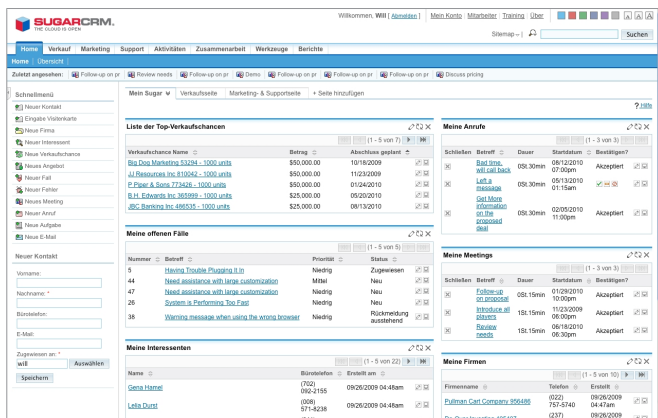 SUGARCRM.
THE CLOUD IS OPEN
Willkommen, Will [ Abmelden ] Mein Konto Mitarbeiter Training Über A A A
Sitemap Suchen
Home Verkauf Marketing Support Aktivitäten Zusammenarbeit Werkzeuge Berichte
Home Übersicht
Zuletzt angesehen: Follow-up on pr Review needs Follow-up on pr Demo Follow-up on pr Follow-up on pr Follow-up on pr Follow-up on pr Discuss pricing
Schnellmenü
Neuer Kontakt
Eingabe Visitenkarte
Neue Firma
Neuer Interessent
Neue Verkaufschance
Neues Angebot
Neuer Fall
Neuer Fehler
Neues Meeting
Neuer Anruf
Neue Aufgabe
Neue E-Mail
Neuer Kontakt
Vorname:
Nachname: *
Bürotelefon:
E-Mail:
Zugewiesen an: *
will Auswählen
Speichern
Mein Sugar Verkaufsseite Marketing- & Supportseite + Seite hinzufügen
? Hilfe
Liste der Top-Verkaufschancen
(1 - 5 von 7)
Verkaufschance Name Betrag Abschluss geplant
Big Dog Marketing 53294 - 1000 units $50,000.00 10/18/2009
JJ Resources Inc 810042 - 1000 units $50,000.00 11/23/2009
P Piper & Sons 773426 - 1000 units $50,000.00 01/24/2010
B.H. Edwards Inc 365999 - 1000 units $25,000.00 05/20/2010
JBC Banking Inc 486535 - 1000 units $25,000.00 08/13/2010
Meine offenen Fälle
(1 - 5 von 5)
Nummer Betreff Priorität Status
5 Having Trouble Plugging It In Niedrig Zugewiesen
44 Need assistance with large customization Mittel Neu
47 Need assistance with large customization Niedrig Neu
26 System is Performing Too Fast Niedrig Neu
38 Warning message when using the wrong browser Niedrig Rückmeldung
ausstehend
Meine Interessenten
(1 - 5 von 22)
Name Bürotelefon Erstellt am
Gena Hamel (702)
092-2155 09/26/2009 04:48am
Lelia Durst (008)
571-8238 09/26/2009 04:48am
Meine Anrufe
(1 - 3 von 3)
Schließen Betreff Dauer Startdatum Bestätigen?
Bad time, 0St.30min 08/12/2010 Akzeptiert
will call back 07:00pm
Left a 0St.30min 05/13/2010
message 01:15am
Get More
information
on the 0St.30min 02/05/2010 Akzeptiert
proposed 11:00pm
deal
Meine Meetings
(1 - 3 von 3)
Schließen Betreff Dauer Startdatum Bestätigen?
Follow-up 0St.15min 01/29/2010 Akzeptiert
on proposal 10:00pm
Introduce all 1St.15min 11/23/2009 Akzeptiert
players 06:00pm
Review 1St.15min 06/18/2010 Akzeptiert
needs 06:30pm
Meine Firmen
(1 - 5 von 10)
Firmenname Telefon Erstellt
Pullman Cart Company 956486 (022) 09/26/2009
757-5740 04:47am
(237) 09/26/2009